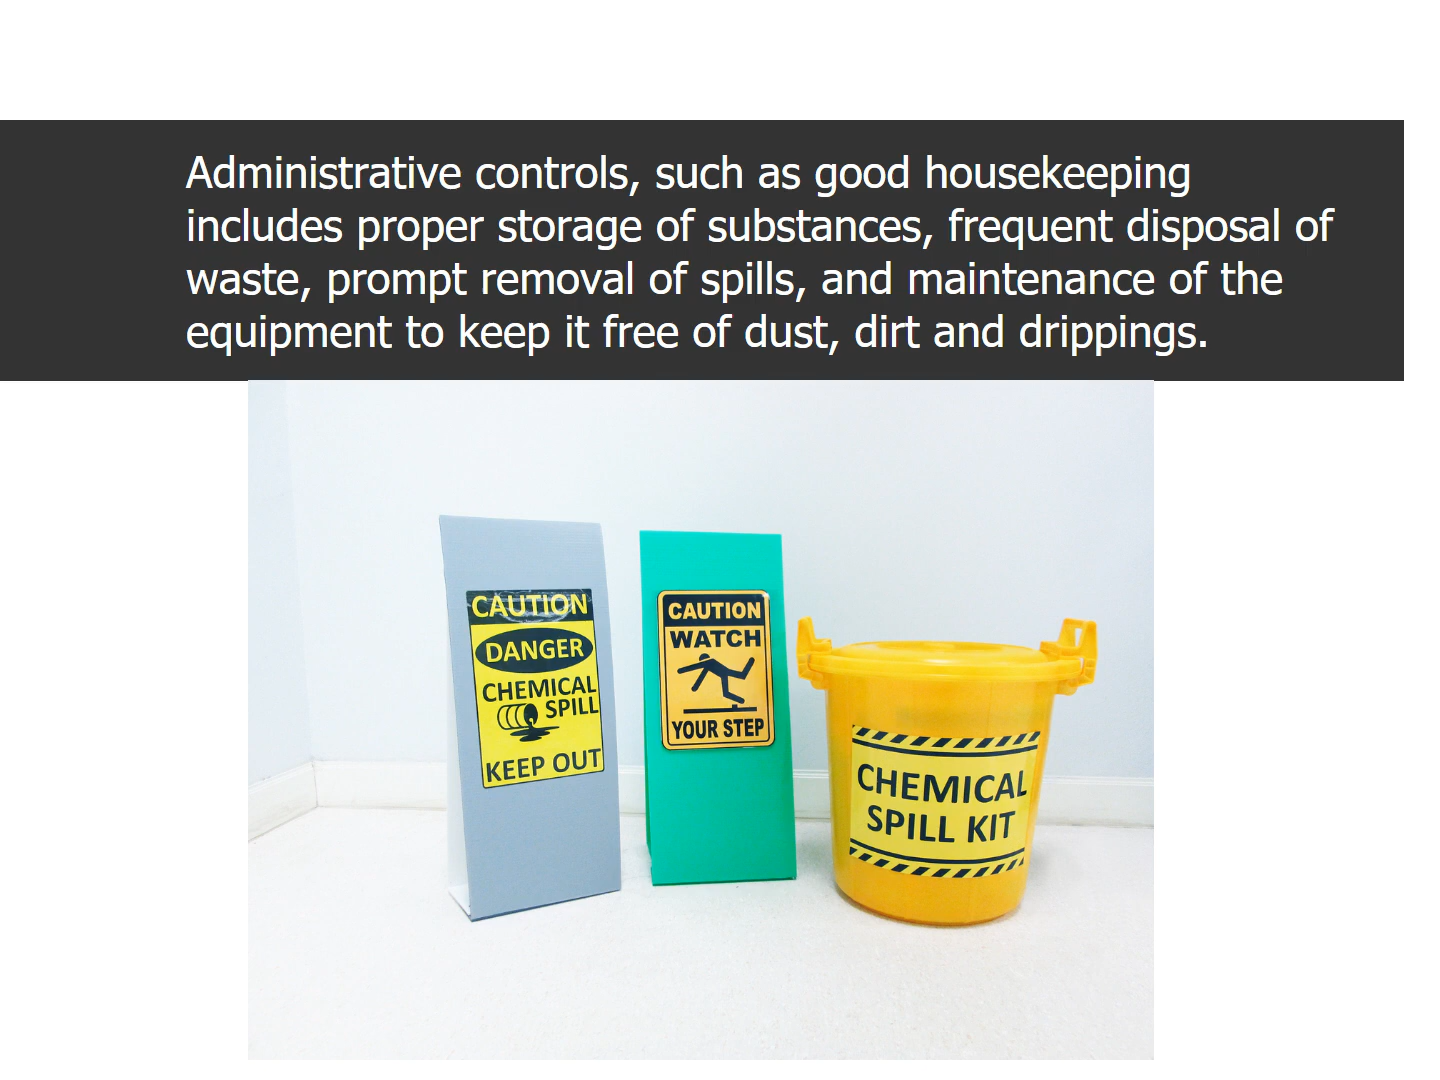 Administrative controls, such as good housekeeping
includes proper storage of substances, frequent disposal of
waste, prompt removal of spills, and maintenance of the
equipment to keep it free of dust, dirt and drippings.
CAUTION
DANGER
CHEMICAL
SPILL
KEEP OUT
CAUTION
WATCH
YOUR STEP
CHEMICAL
SPILL KIT